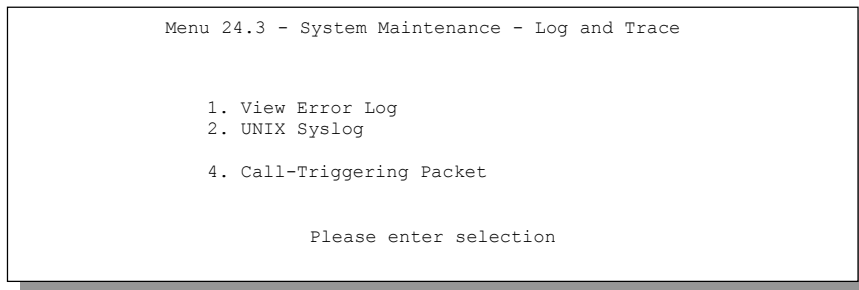 Menu 24.3 - System Maintenance - Log and Trace
1. View Error Log
2. UNIX Syslog
4. Call-Triggering Packet
Please enter selection